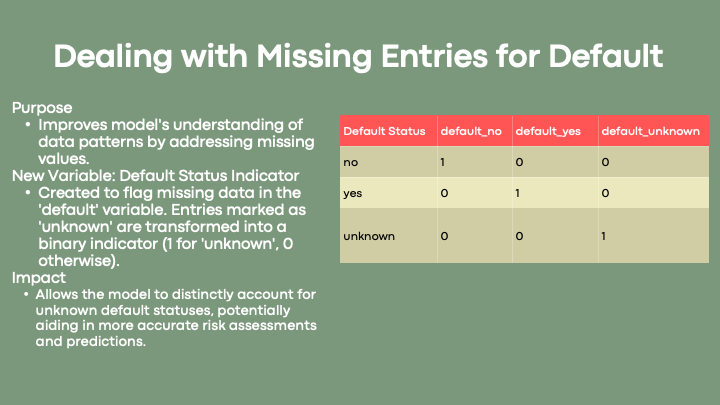 Dealing with Missing Entries for Default
Purpose
• Improves model's understanding of
data patterns by addressing missing
values.
New Variable: Default Status Indicator
• Created to flag missing data in the
'default' variable. Entries marked as
'unknown' are transformed into a
binary indicator (1 for 'unknown', 0
otherwise).
Impact
• Allows the model to distinctly account for
unknown default statuses, potentially
aiding in more accurate risk assessments
and predictions.
Default Status default_no default_yes default_unknown
no 1 0 0
yes 0 1 0
unknown 0 0 1